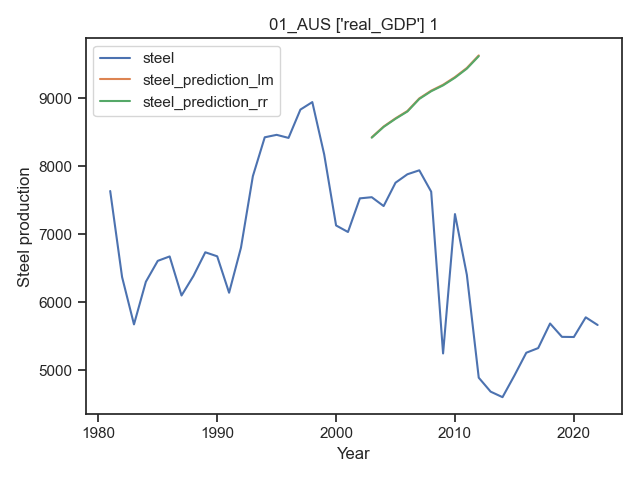 01_AUS ['real_GDP'] 1
steel
steel_prediction_lm
steel_prediction_rr
Steel production
9000
8000
7000
6000
5000
1980
1990
2000
2010
2020
Year